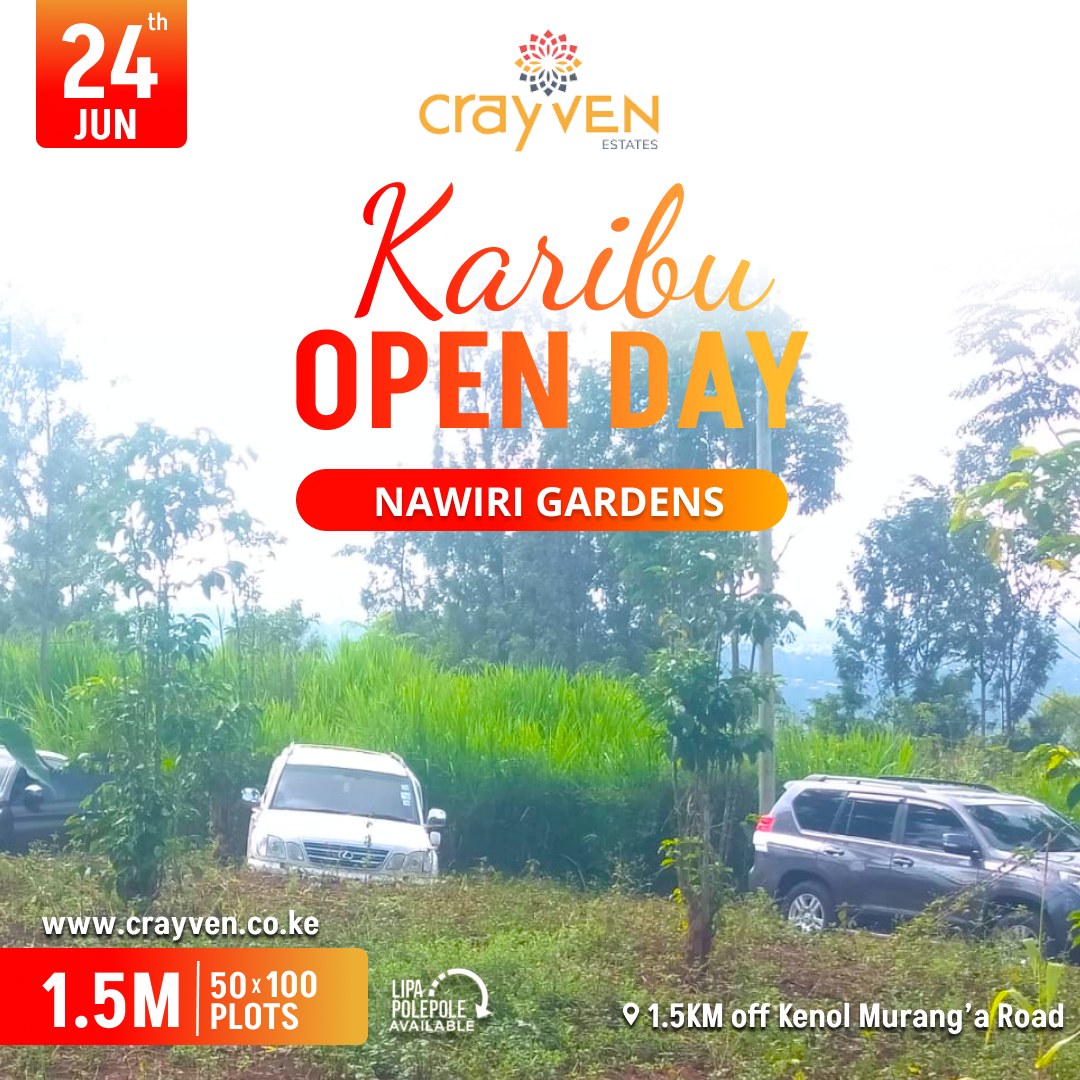 24th
JUN
crayvEN
ESTATES
Karibu
OPEN DAY
NAWIRI GARDENS
www.crayven.co.ke
1.5M
50x100
PLOTS
LIPA
POLEPOLE
AVAILABLE
1.5KM off Kenol Murang'a Road